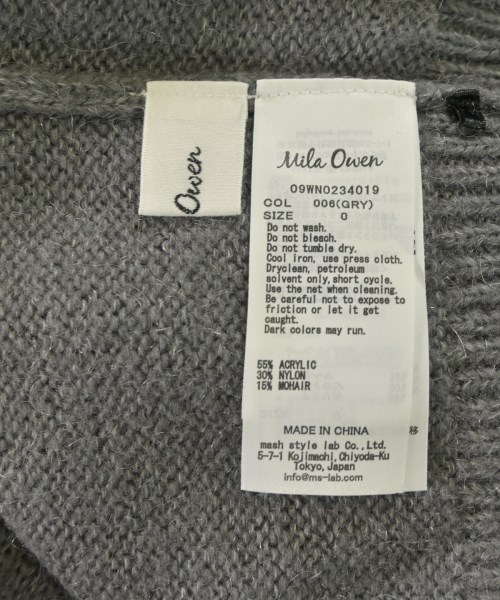 Owen
Mila Owen
09WN0234019
COL 006(GRY)
SIZE 0
Do not wash.
Do not bleach.
Do not tumble dry.
Cool iron, use press cloth.
Dryclean, petroleum
solvent only, short cycle.
Use the net when cleaning.
Be careful not to expose to
friction or let it get
caught.
Dark colors may run.
55% ACRYLIC
30% NYLON
15% MOHAIR
MADE IN CHINA 移
mash style lab Co., Ltd.
5-7-1 Kojimachi, Chiyoda-Ku
Tokyo, Japan
info@ms-lab.com